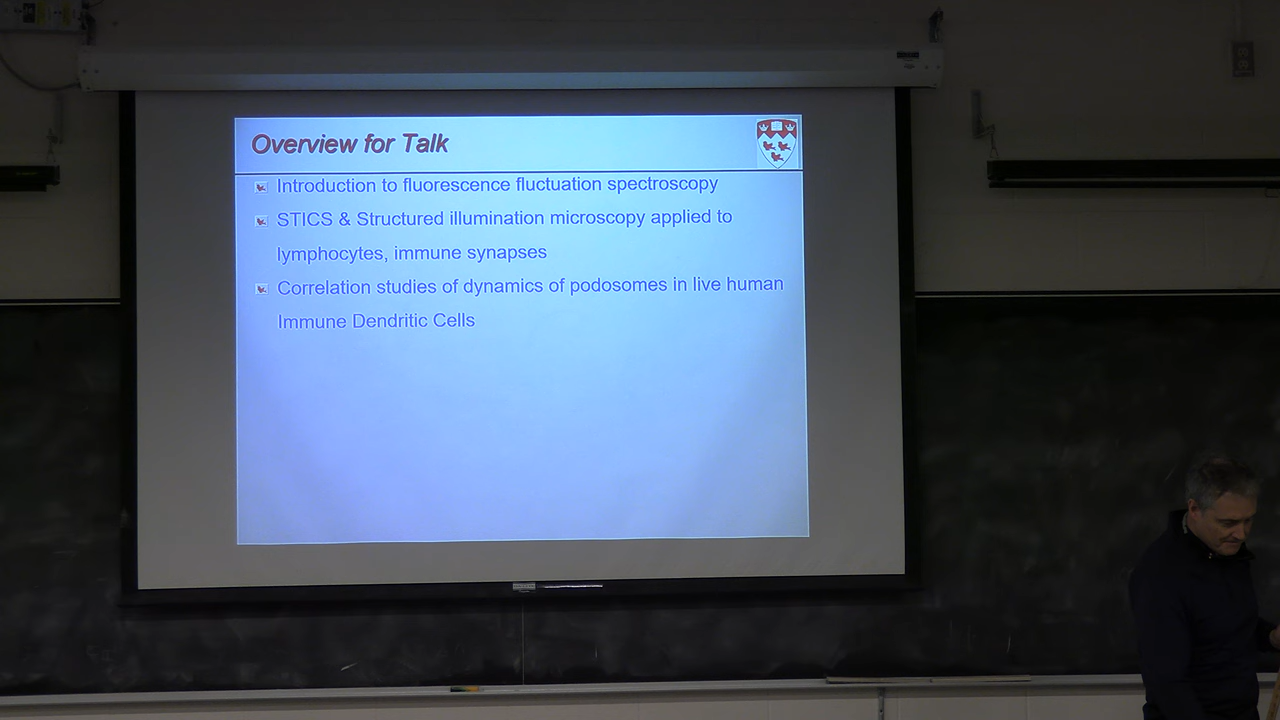 Overview for Talk
Introduction to fluorescence fluctuation spectroscopy
STICS & Structured illumination microscopy applied to
lymphocytes, immune synapses
Correlation studies of dynamics of podosomes in live human
Immune Dendritic Cells